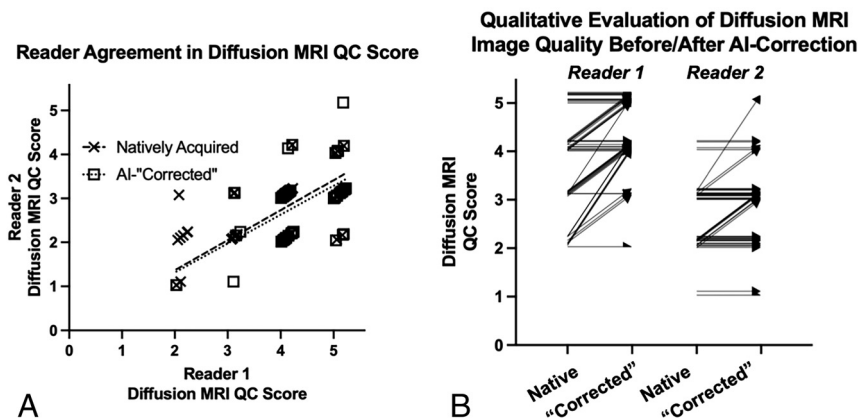 Reader Agreement in Diffusion MRI QC Score
5
4
3
2
1
0
Reader 2
Diffusion MRI QC Score
Natively Acquired
AI-"Corrected"
0 1 2 3 4 5
Reader 1
Diffusion MRI QC Score
A
Qualitative Evaluation of Diffusion MRI
Image Quality Before/After AI-Correction
Reader 1 Reader 2
5
4
3
2
1
0
Diffusion MRI
QC Score
Native
“Corrected”
Native
“Corrected”
B